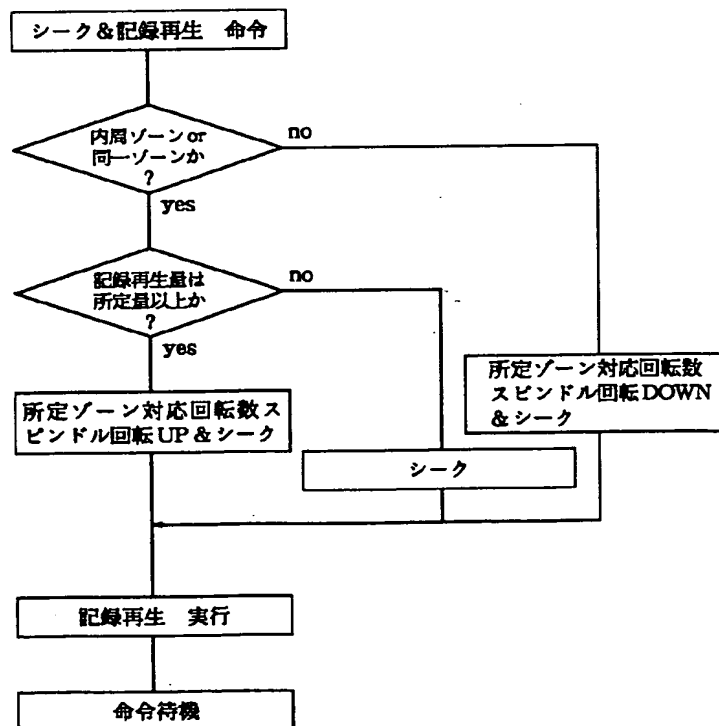 シーク&記録再生　命令
内周ゾーンor
同一ゾーンか
?
no
yes
記録再生量は
所定量以上か
?
no
yes
所定ゾーン対応回転数ス
ピンドル回転UP&シーク
所定ゾーン対応回転数
スピンドル回転DOWN
&シーク
シーク
記録再生　実行
命令待機